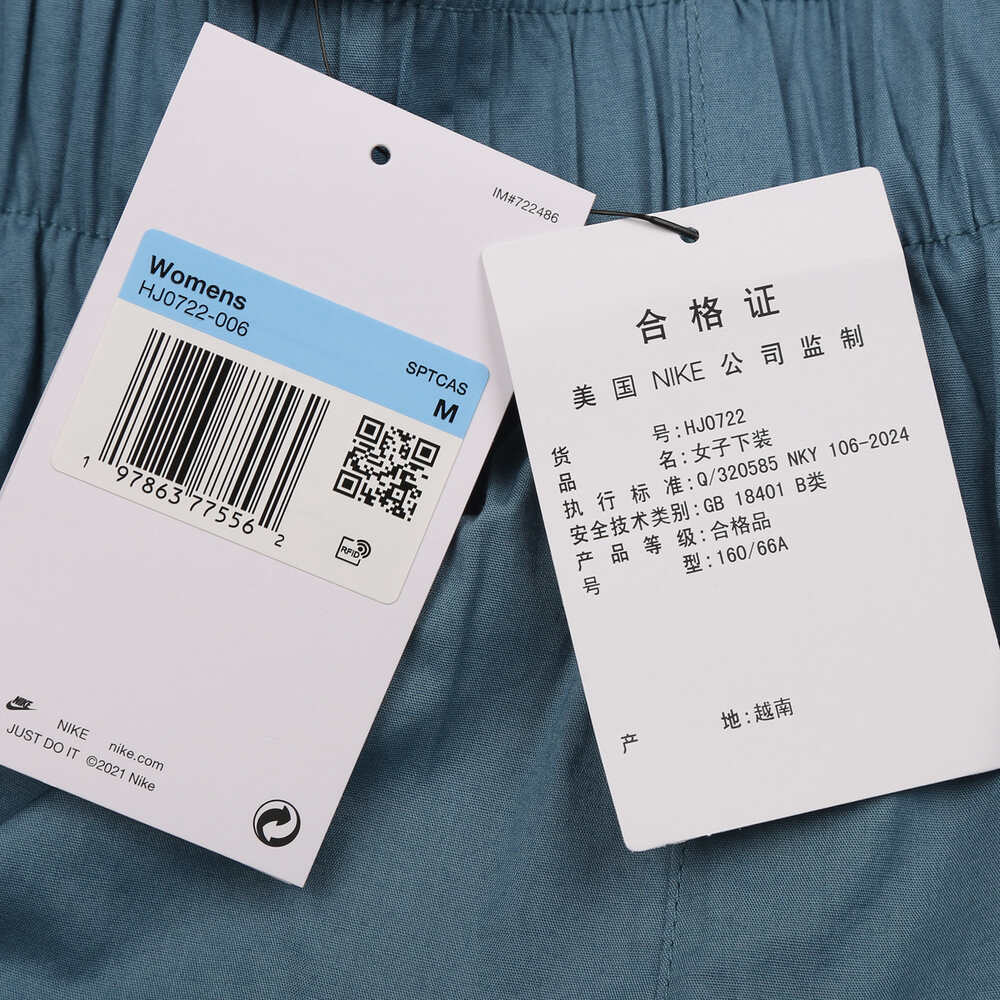 IM#722486
Womens
HJ0722-006
SPTCAS
M
1 97863 77556 2
RFID
NIKE
NIKE nike.com
JUST DO IT ©2021 Nike
合格证
美国 NIKE 公司监制
货号:HJ0722
品名:女子下装
执行标准:Q/320585 NKY 106-2024
安全技术类别:GB 18401 B类
产品等级:合格品
号型:160/66A
产地:越南